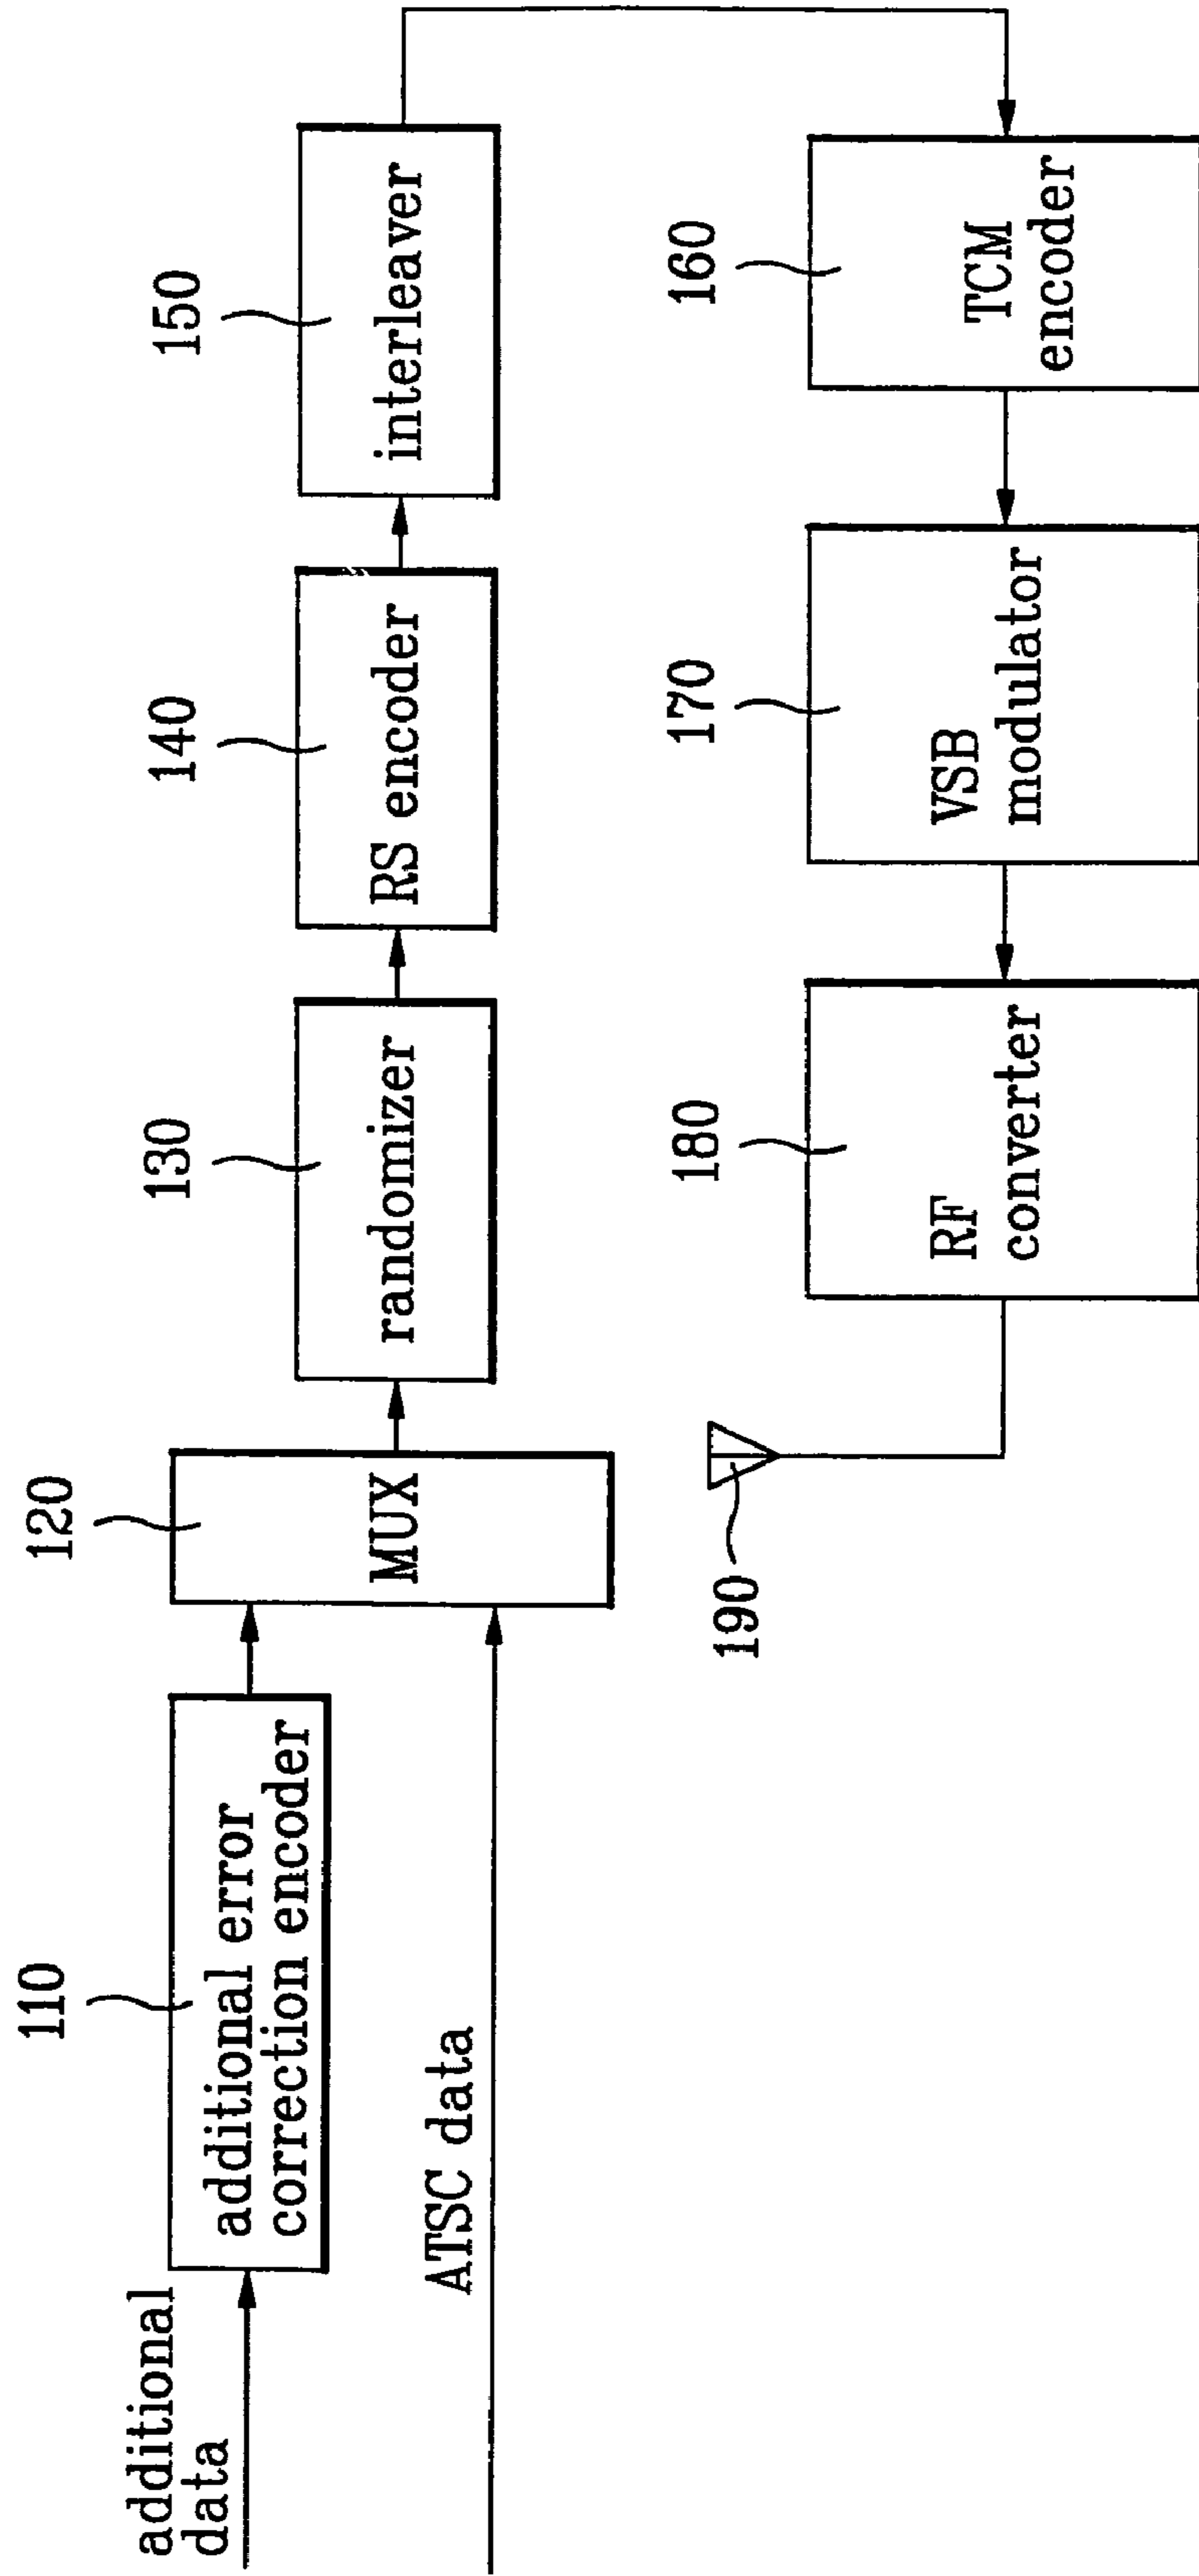 110
120
130
140
150
additional
data
additional error
correction encoder
MUX
randomizer
RS encoder
interleaver
ATSC data
190
180
170
160
RF
converter
VSB
modulator
TCM
encoder